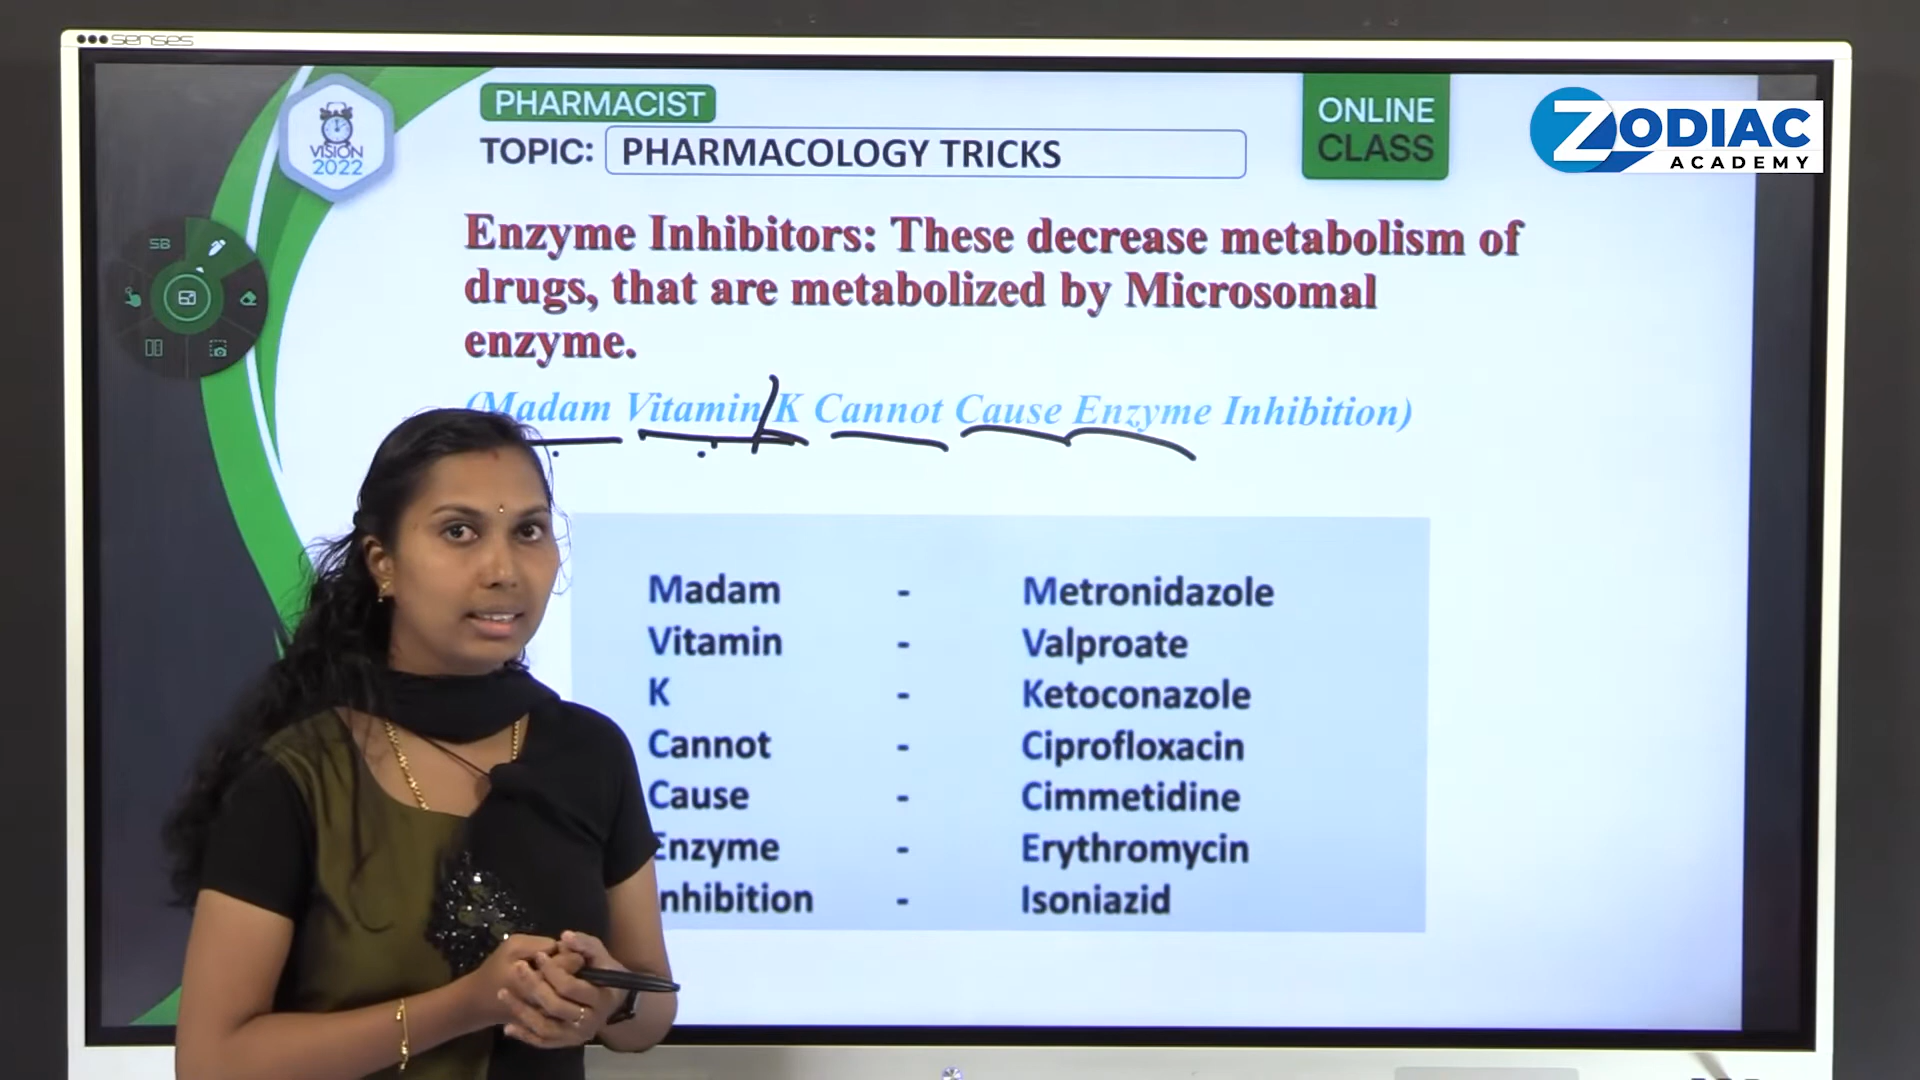 senses
PHARMACIST
TOPIC: PHARMACOLOGY TRICKS
VISION
2022
ONLINE
CLASS
ZODIAC
ACADEMY
SB
Enzyme Inhibitors: These decrease metabolism of
drugs, that are metabolized by Microsomal
enzyme.
(Madam Vitamin K Cannot Cause Enzyme Inhibition)
Madam - Metronidazole
Vitamin - Valproate
K - Ketoconazole
Cannot - Ciprofloxacin
Cause - Cimmetidine
Enzyme - Erythromycin
nhibition - Isoniazid